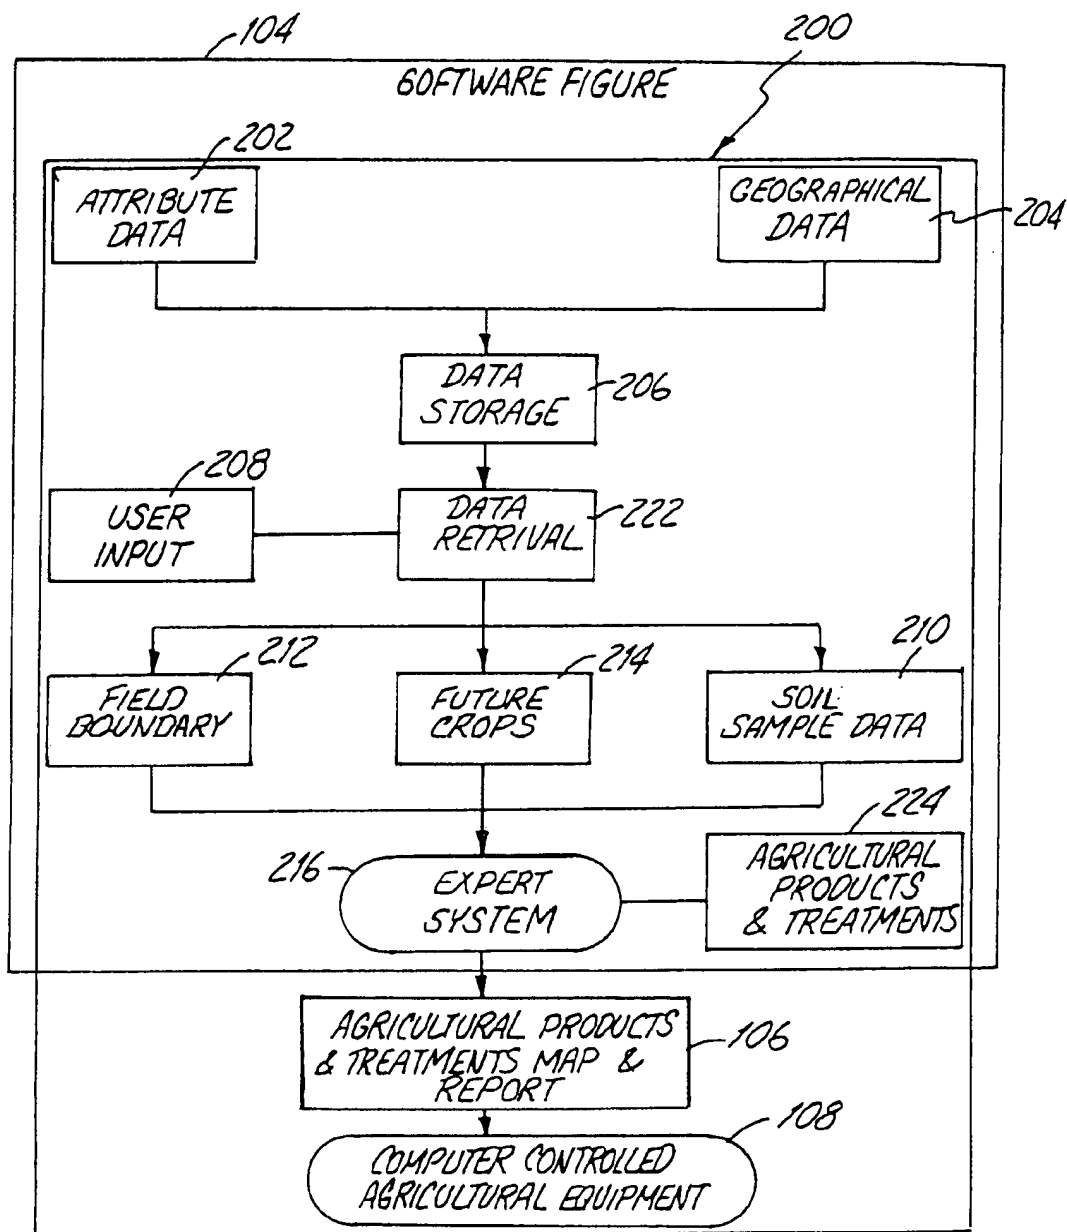 104
200
6OFTWARE FIGURE
202
ATTRIBUTE
DATA
GEOGRAPHICAL
DATA
204
DATA
STORAGE
206
208
USER
INPUT
DATA
RETRIVAL
222
212
FIELD
BOUNDARY
214
FUTURE
CROPS
210
SOIL
SAMPLE DATA
224
216
EXPERT
SYSTEM
AGRICULTURAL
PRODUCTS
& TREATMENTS
AGRICULTURAL PRODUCTS
& TREATMENTS MAP &
REPORT
106
108
COMPUTER CONTROLLED
AGRICULTURAL EQUIPMENT